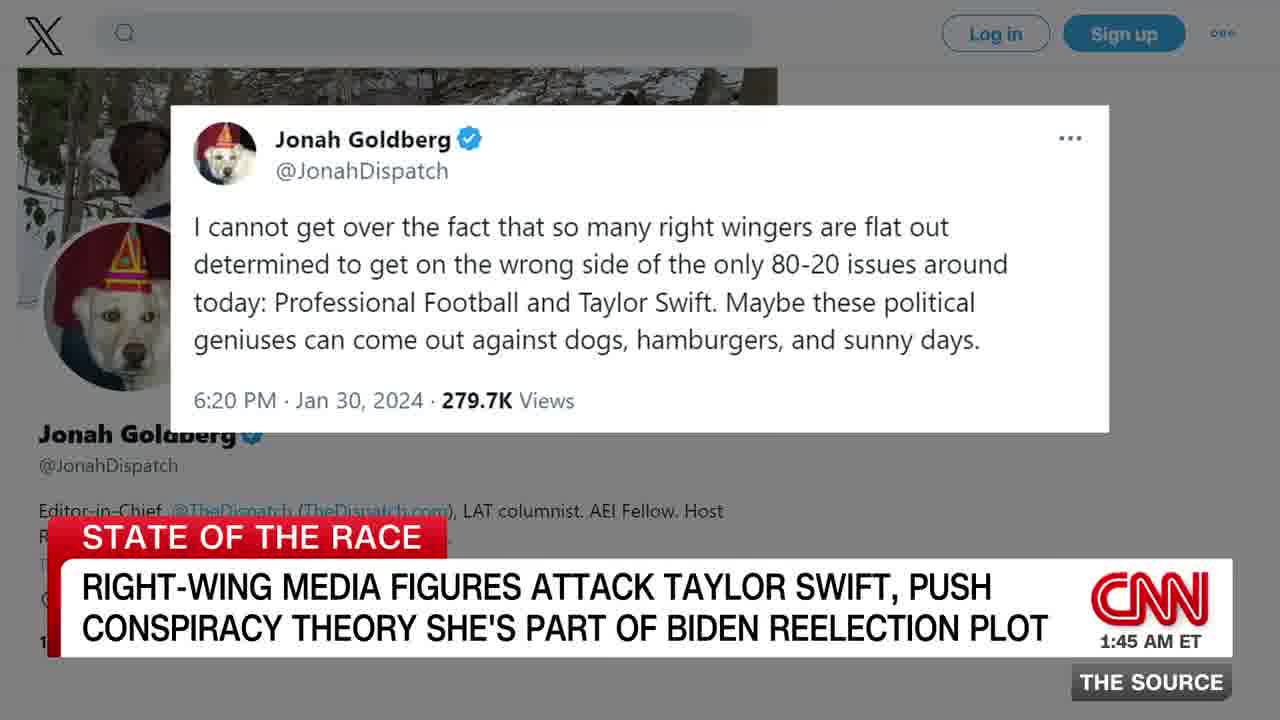 X
Log in
Sign up
Jonah Goldberg
@JonahDispatch
I cannot get over the fact that so many right wingers are flat out
determined to get on the wrong side of the only 80-20 issues around
today: Professional Football and Taylor Swift. Maybe these political
geniuses can come out against dogs, hamburgers, and sunny days.
6:20 PM · Jan 30, 2024 · 279.7K Views
Jonah Goldberg
@JonahDispatch
Editor-in-Chief, @TheDispatch (TheDispatch.com), LAT columnist. AEI Fellow. Host
STATE OF THE RACE
RIGHT-WING MEDIA FIGURES ATTACK TAYLOR SWIFT, PUSH
CONSPIRACY THEORY SHE'S PART OF BIDEN REELECTION PLOT
CNN
1:45 AM ET
THE SOURCE